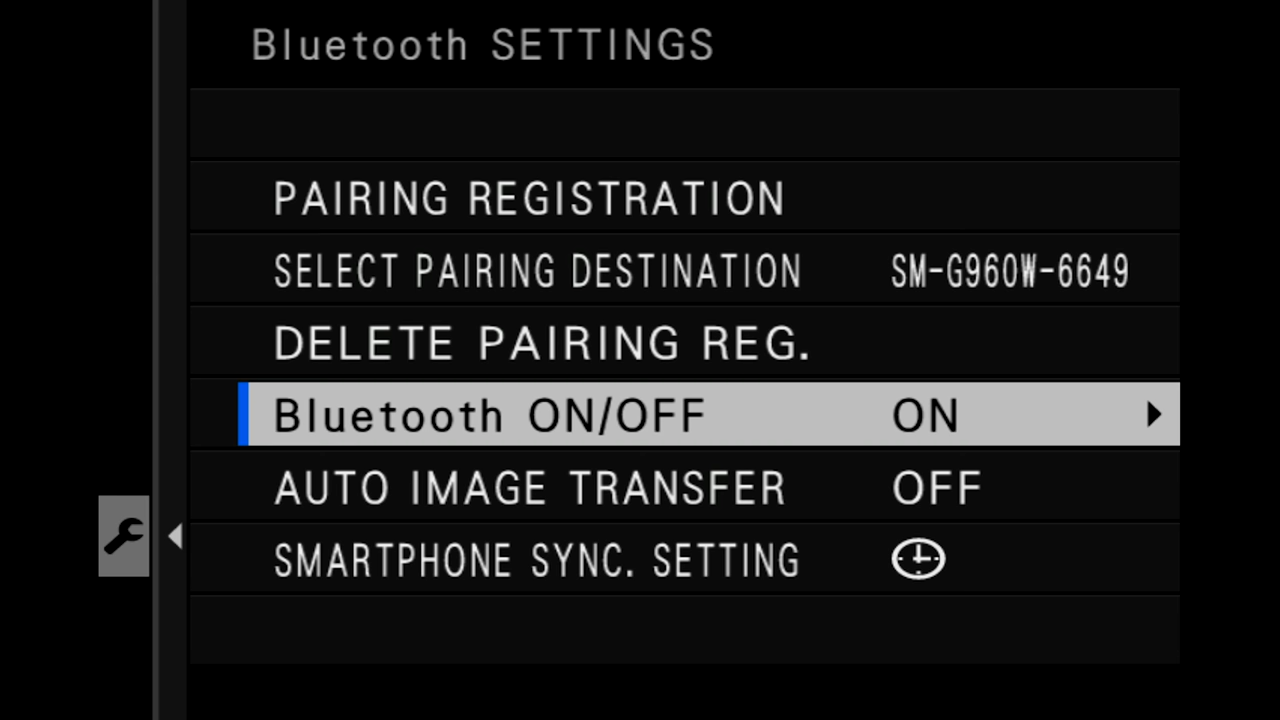 Bluetooth SETTINGS
PAIRING REGISTRATION
SELECT PAIRING DESTINATION SM-G960W-6649
DELETE PAIRING REG.
Bluetooth ON/OFF ON
AUTO IMAGE TRANSFER OFF
SMARTPHONE SYNC. SETTING